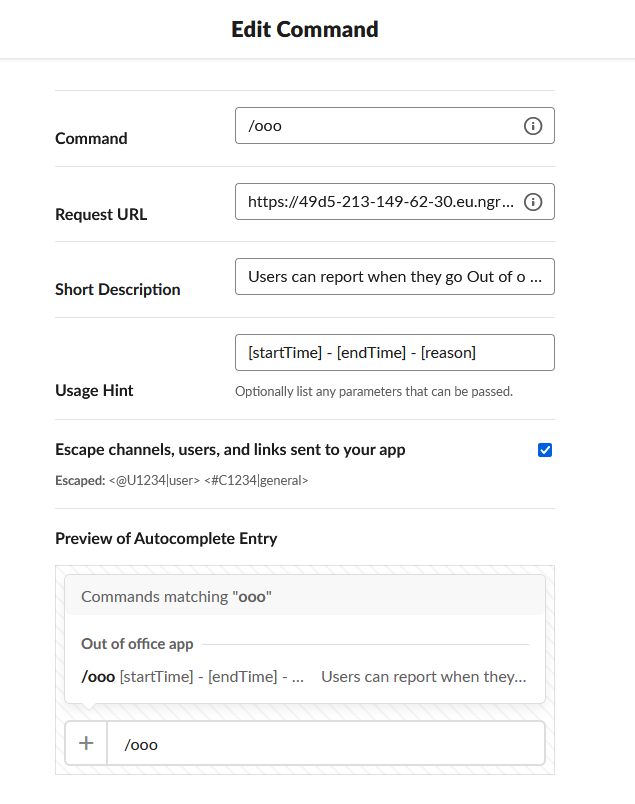 Edit Command
Command
/ooo
Request URL
https://49d5-213-149-62-30.eu.ngr...
Short Description
Users can report when they go Out of o ...
[startTime] - [endTime] - [reason]
Usage Hint
Optionally list any parameters that can be passed.
Escape channels, users, and links sent to your app
Escaped: <@U1234|user> <#C1234|general>
Preview of Autocomplete Entry
Commands matching "ooo"
Out of office app
/ooo [startTime] - [endTime] - ... Users can report when they...
/ooo